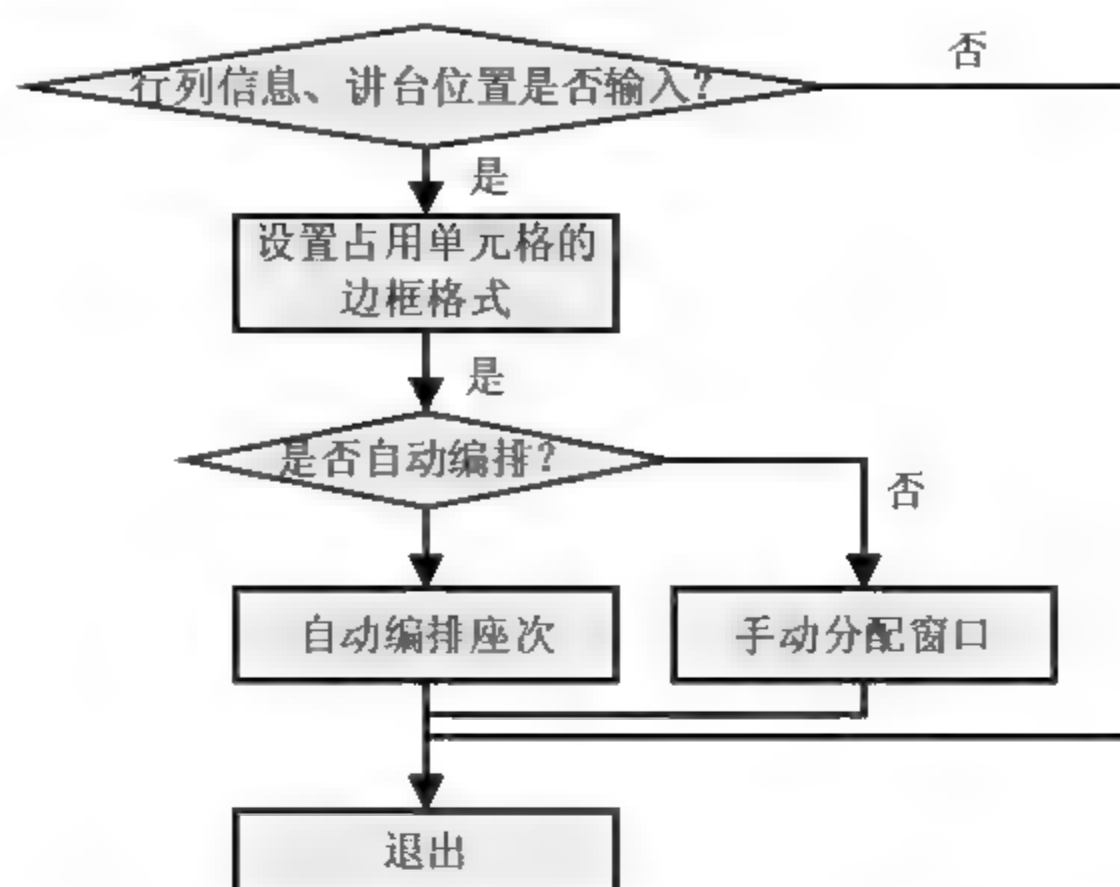 否
行列信息、讲台位置是否输入?
是
设置占用单元格的
边框格式
是
是否自动编排?
否
自动编排座次
手动分配窗口
退出